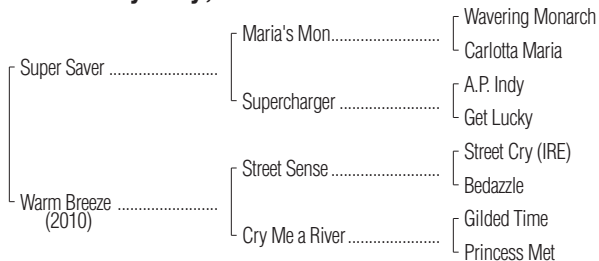 Wavering Monarch
Maria's Mon
Carlotta Maria
Super Saver
A.P. Indy
Supercharger
Get Lucky
Street Cry (IRE)
Street Sense
Bedazzle
Warm Breeze
(2010)
Gilded Time
Cry Me a River
Princess Met